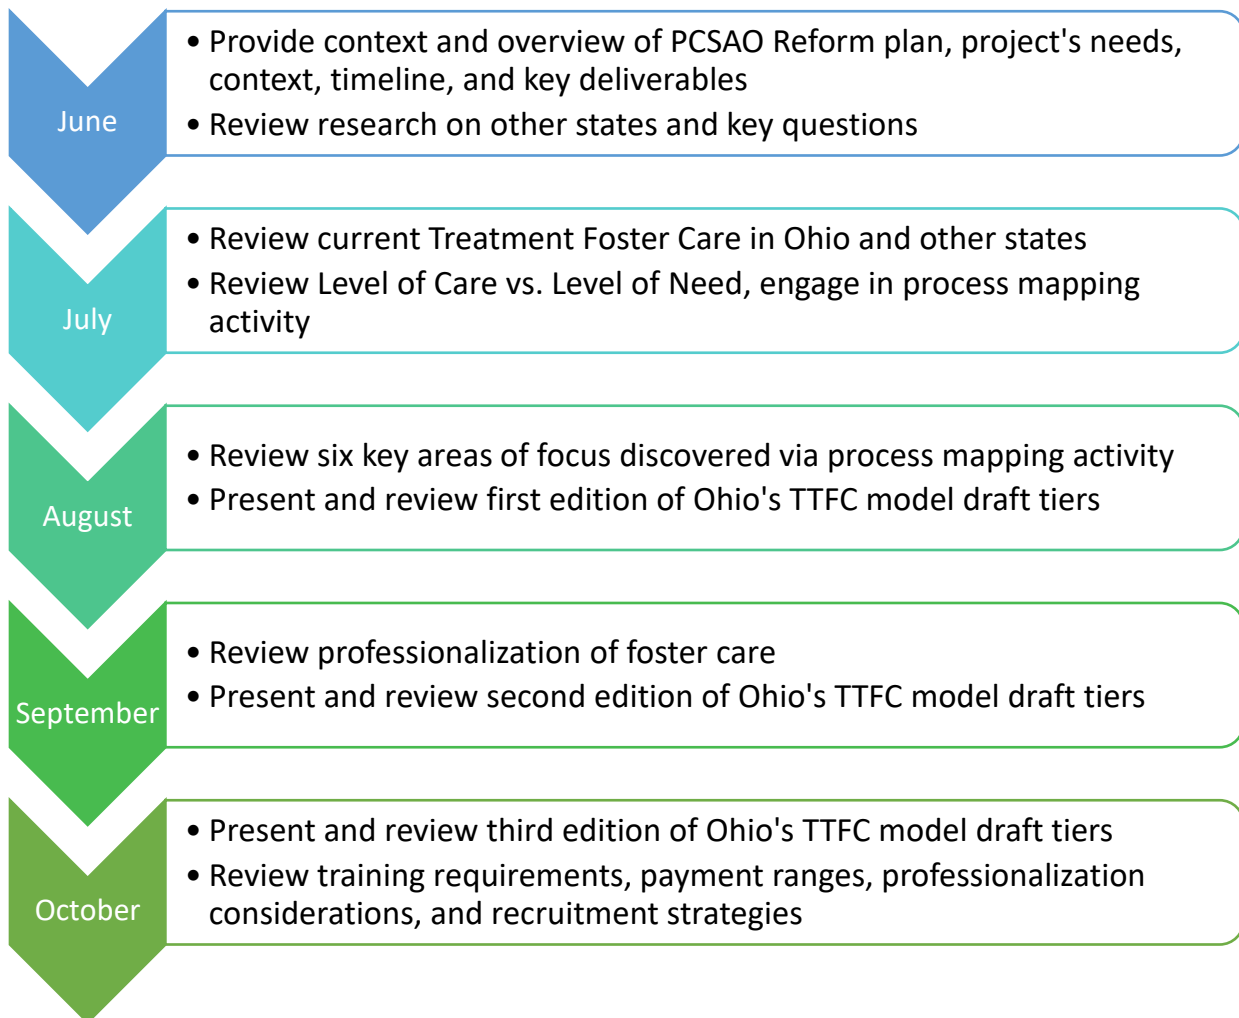 June
• Provide context and overview of PCSAO Reform plan, project's needs,
context, timeline, and key deliverables
• Review research on other states and key questions
July
• Review current Treatment Foster Care in Ohio and other states
• Review Level of Care vs. Level of Need, engage in process mapping
activity
August
• Review six key areas of focus discovered via process mapping activity
• Present and review first edition of Ohio's TTFC model draft tiers
September
• Review professionalization of foster care
• Present and review second edition of Ohio's TTFC model draft tiers
October
• Present and review third edition of Ohio's TTFC model draft tiers
• Review training requirements, payment ranges, professionalization
considerations, and recruitment strategies